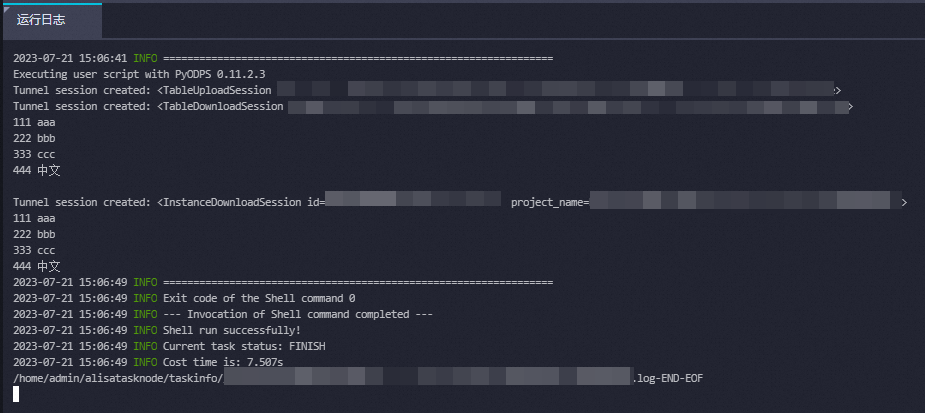 运行日志
2023-07-21 15:06:41 INFO =================================================================
Executing user script with PyODPS 0.11.2.3
Tunnel session created: <TableUploadSession >
Tunnel session created: <TableDownloadSession >
111 aaa
222 bbb
333 ccc
444 中文
Tunnel session created: <InstanceDownloadSession id= project_name= >
111 aaa
222 bbb
333 ccc
444 中文
2023-07-21 15:06:49 INFO =================================================================
2023-07-21 15:06:49 INFO Exit code of the Shell command 0
2023-07-21 15:06:49 INFO --- Invocation of Shell command completed ---
2023-07-21 15:06:49 INFO Shell run successfully!
2023-07-21 15:06:49 INFO Current task status: FINISH
2023-07-21 15:06:49 INFO Cost time is: 7.507s
/home/admin/alisatasknode/taskinfo/ .log-END-EOF